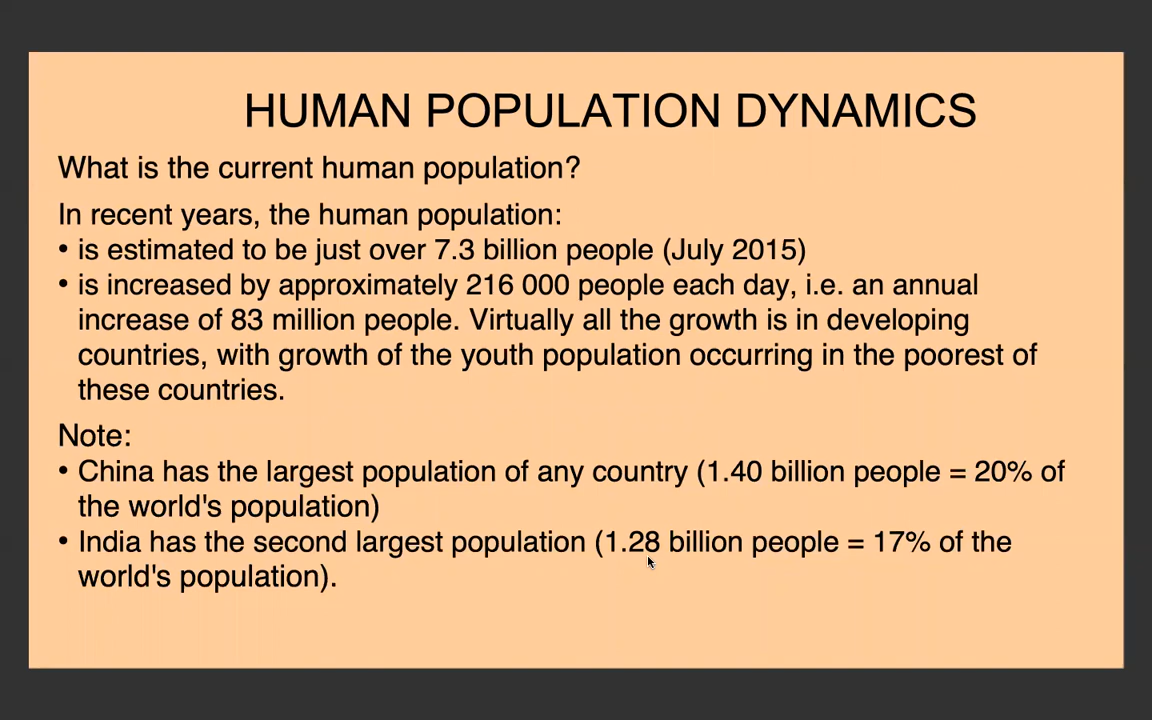 HUMAN POPULATION DYNAMICS
What is the current human population?
In recent years, the human population:
• is estimated to be just over 7.3 billion people (July 2015)
• is increased by approximately 216 000 people each day, i.e. an annual
increase of 83 million people. Virtually all the growth is in developing
countries, with growth of the youth population occurring in the poorest of
these countries.
Note:
• China has the largest population of any country (1.40 billion people = 20% of
the world's population)
• India has the second largest population (1.28 billion people = 17% of the
world's population).